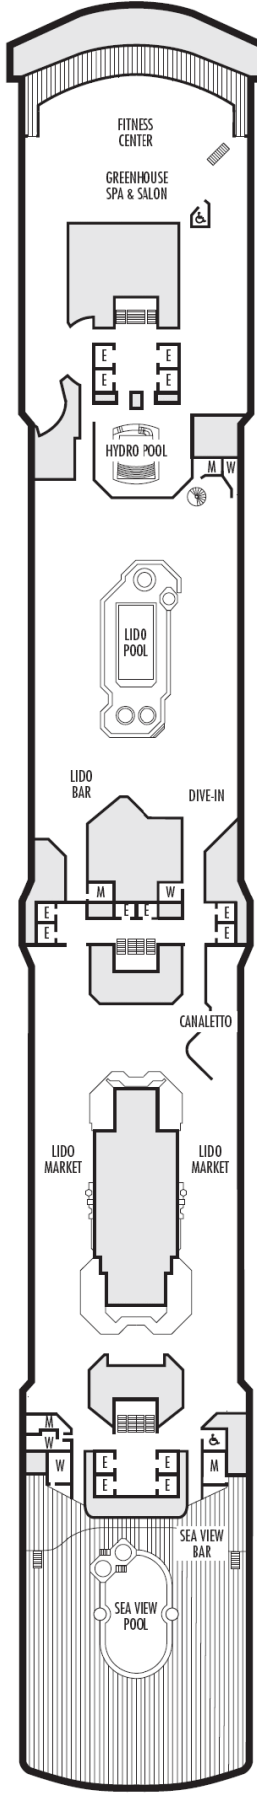 FITNESS
CENTER
GREENHOUSE
SPA & SALON
E
E
E
E
HYDRO POOL
M
W
LIDO
POOL
LIDO
BAR
DIVE-IN
M
W
E
E
E
E
E
E
CANALETTO
LIDO
MARKET
LIDO
MARKET
M
W
W
M
E
E
E
E
SEA VIEW
BAR
SEA VIEW
POOL